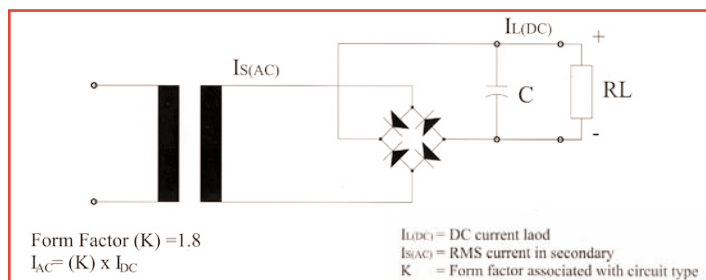 IL(DC)
+
IS(AC)
C
RL
-
Form Factor (K) =1.8
IAC= (K) x IDC
IL(DC) = DC current laod
IS(AC) = RMS current in secondary
K = Form factor associated with circuit type